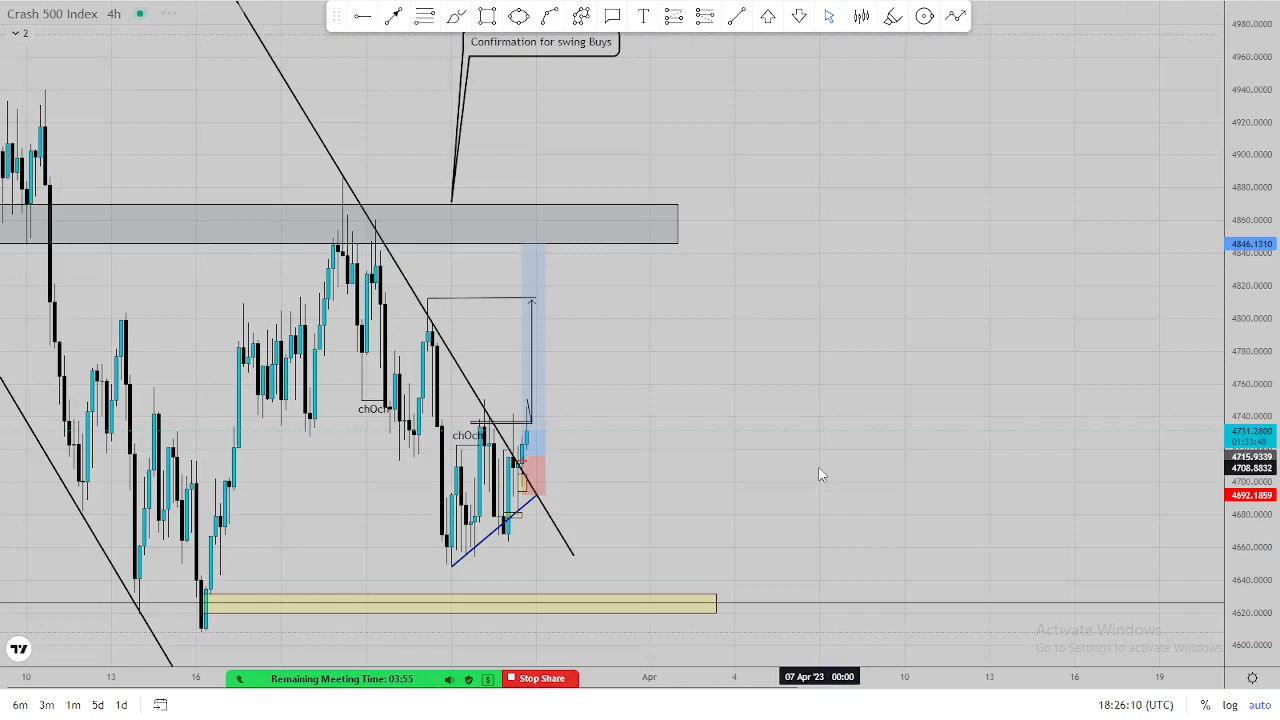 Crash 500 Index 4h
2
T
Confirmation for swing Buys
chOch
chOch
4980.0000
4960.0000
4940.0000
4920.0000
4900.0000
4880.0000
4860.0000
4846.1310
4840.0000
4820.0000
4800.0000
4780.0000
4760.0000
4740.0000
4731.2800
01:33:48
4715.9339
4708.8832
4700.0000
4692.1859
4680.0000
4660.0000
4640.0000
4620.0000
4600.0000
Activate Windows
Go to Settings to activate Windows.
10
13
16
Remaining Meeting Time: 03:55
Stop Share
Apr
4
07 Apr '23 00:00
10
13
16
19
6m 3m 1m 5d 1d
18:26:10 (UTC) % log auto